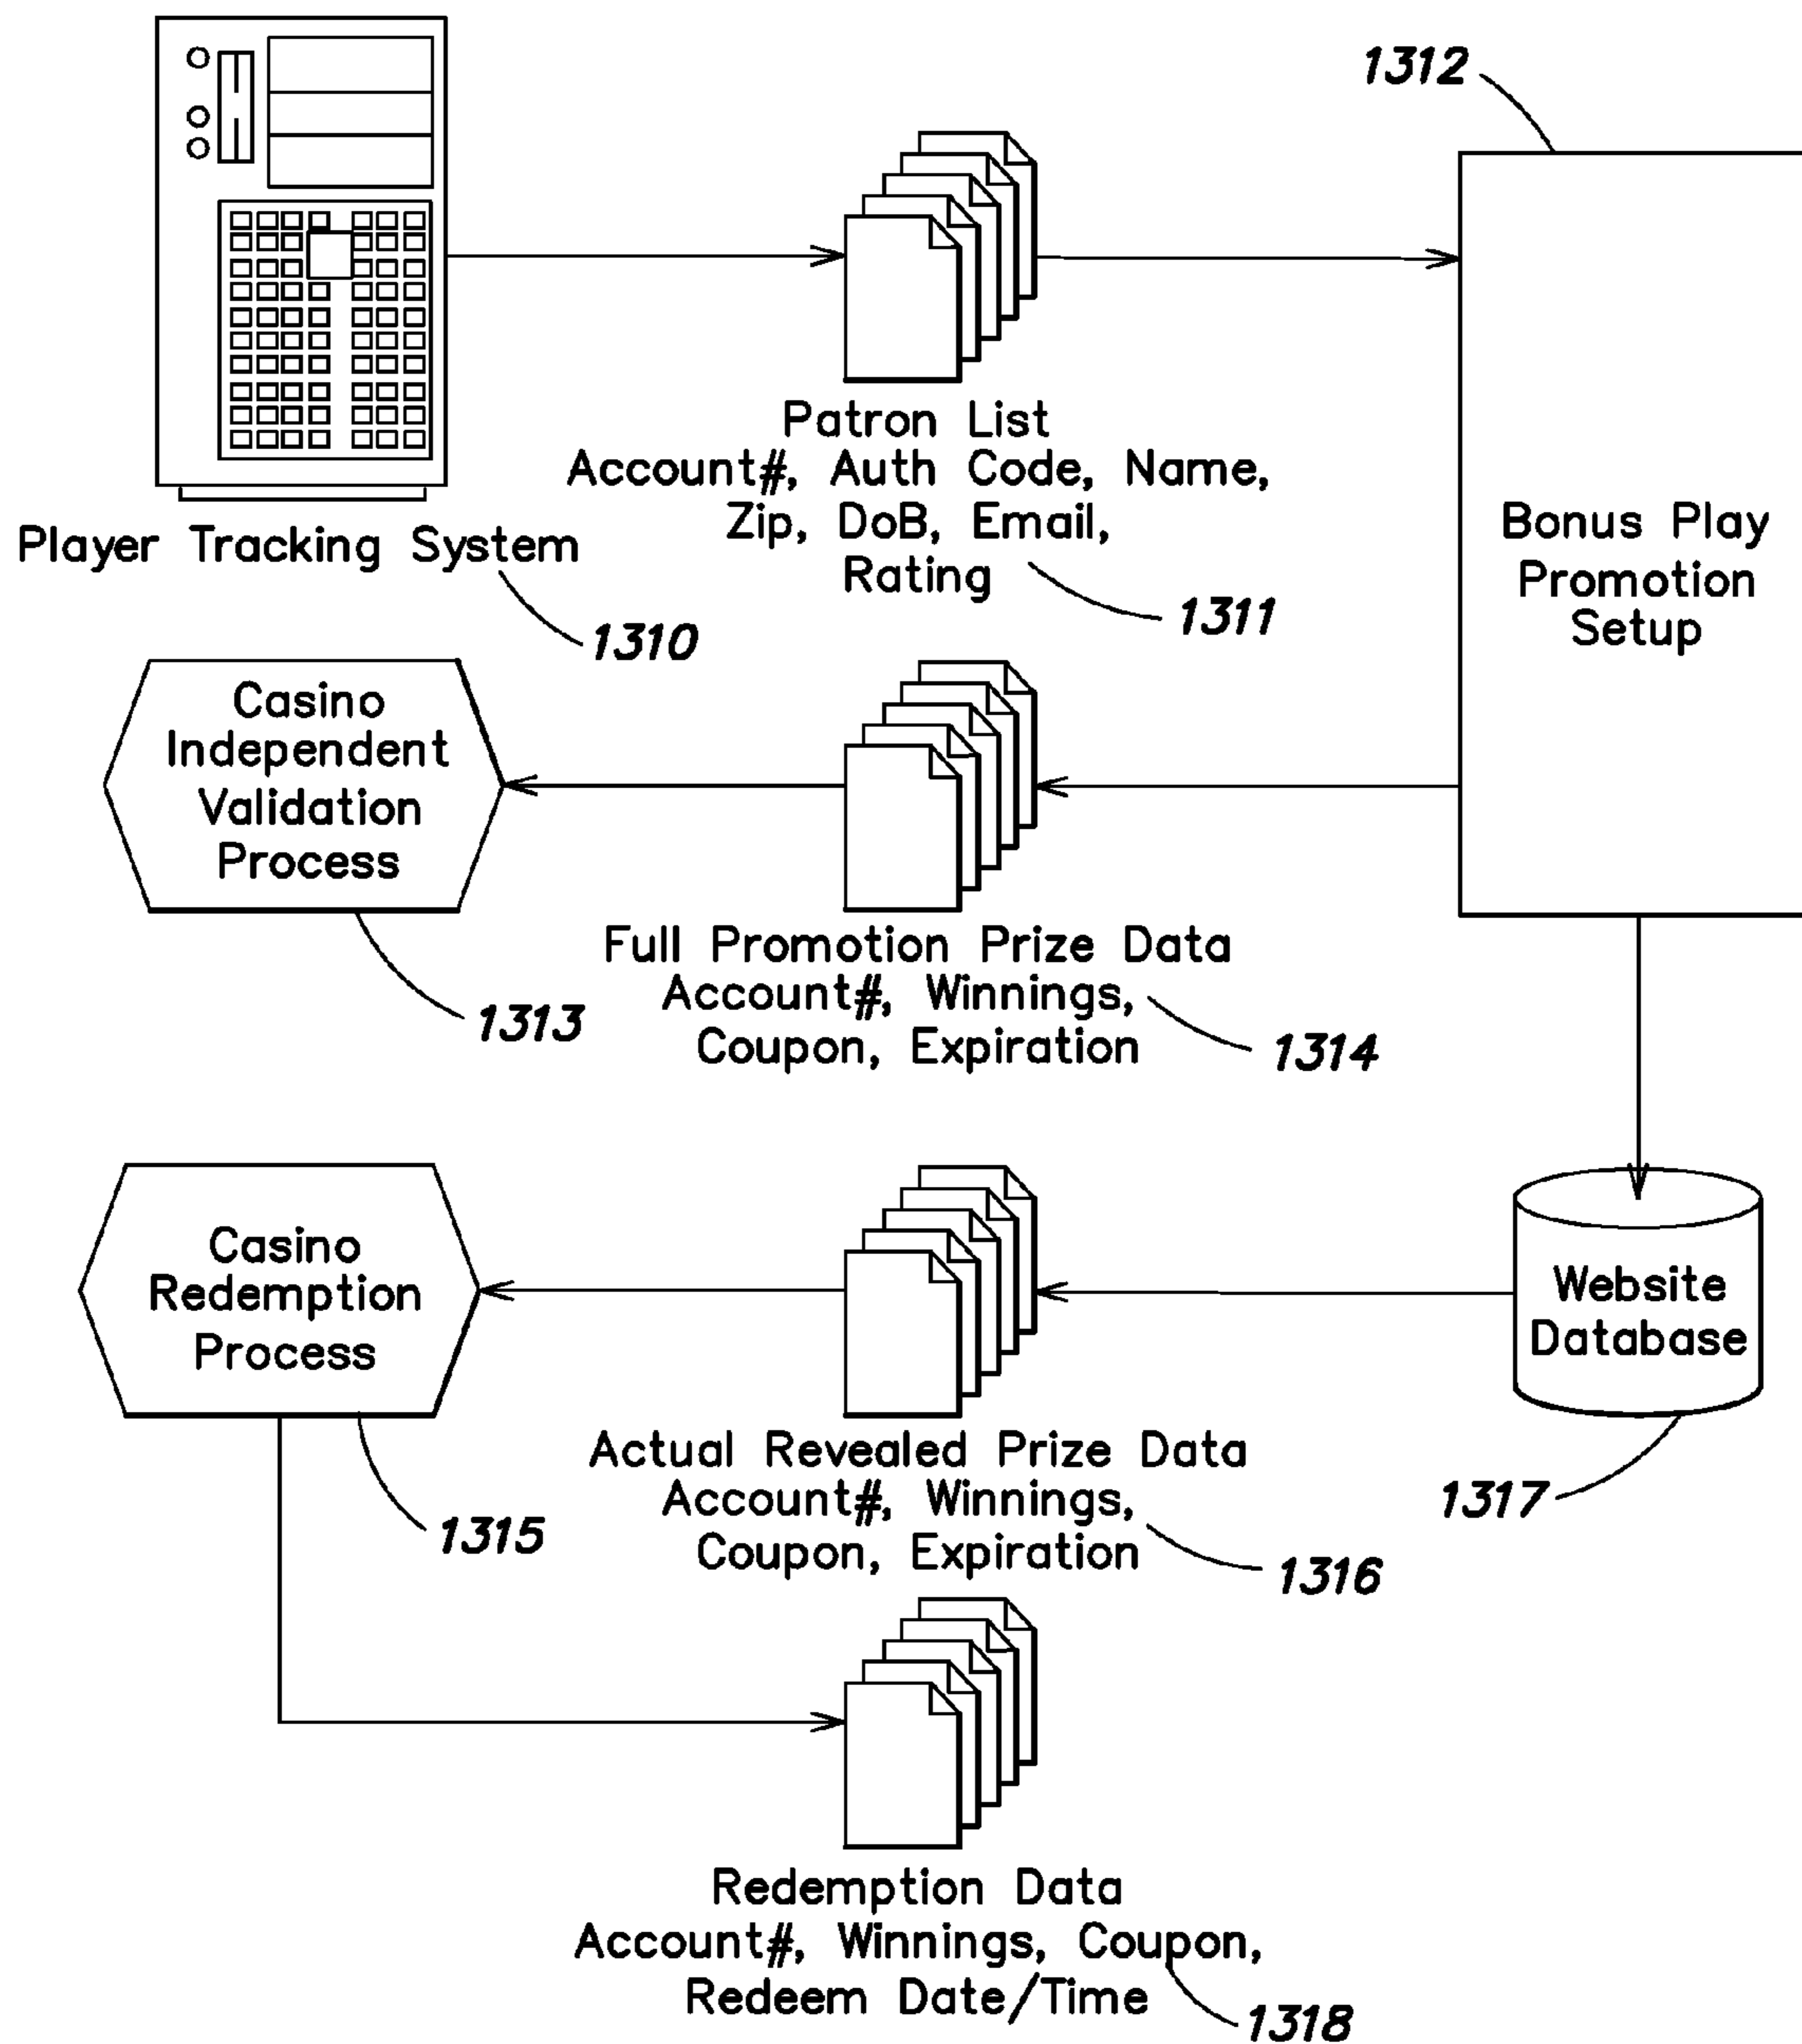 1312
Patron List
Account#, Auth Code, Name,
Zip, DoB, Email,
Rating
1311
Player Tracking System
1310
Bonus Play
Promotion
Setup
Casino
Independent
Validation
Process
1313
Full Promotion Prize Data
Account#, Winnings,
Coupon, Expiration
1314
Casino
Redemption
Process
1315
Actual Revealed Prize Data
Account#, Winnings,
Coupon, Expiration
1316
Website
Database
1317
Redemption Data
Account#, Winnings, Coupon,
Redeem Date/Time
1318